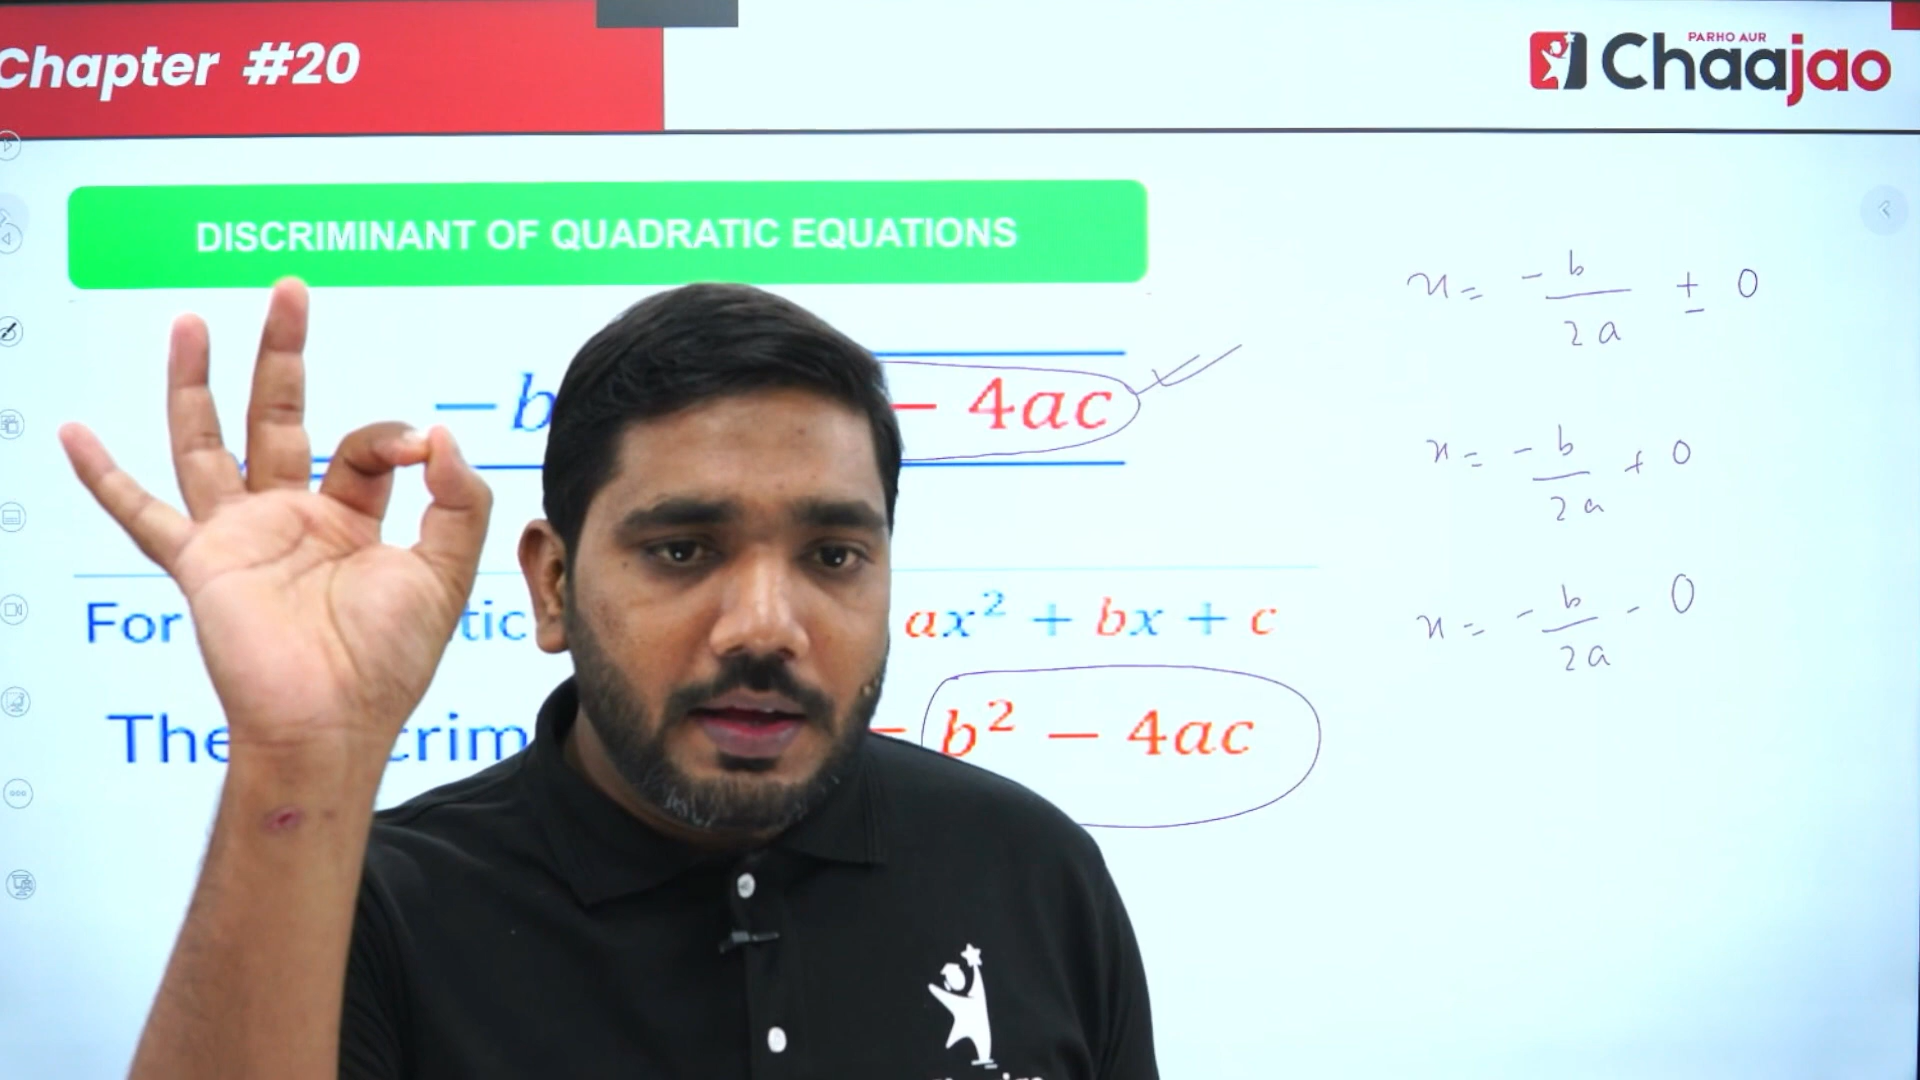 Chapter #20
PARHO AUR
Chaajao
DISCRIMINANT OF QUADRATIC EQUATIONS
−b − 4ac
For tic ax² + bx + c
The crim − b² − 4ac
x = − b/2a ± 0
x = − b/2a + 0
x = − b/2a − 0